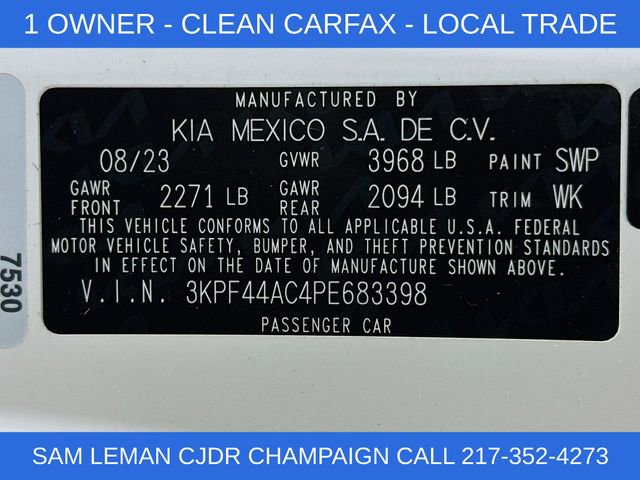 1 OWNER - CLEAN CARFAX - LOCAL TRADE
MANUFACTURED BY
KIA MEXICO S.A. DE C.V.
08/23 GVWR 3968 LB PAINT SWP
GAWR FRONT 2271 LB GAWR REAR 2094 LB TRIM WK
THIS VEHICLE CONFORMS TO ALL APPLICABLE U.S.A. FEDERAL
MOTOR VEHICLE SAFETY, BUMPER, AND THEFT PREVENTION STANDARDS
IN EFFECT ON THE DATE OF MANUFACTURE SHOWN ABOVE.
V.I.N. 3KPF44AC4PE683398
PASSENGER CAR
7530
SAM LEMAN CJDR CHAMPAIGN CALL 217-352-4273